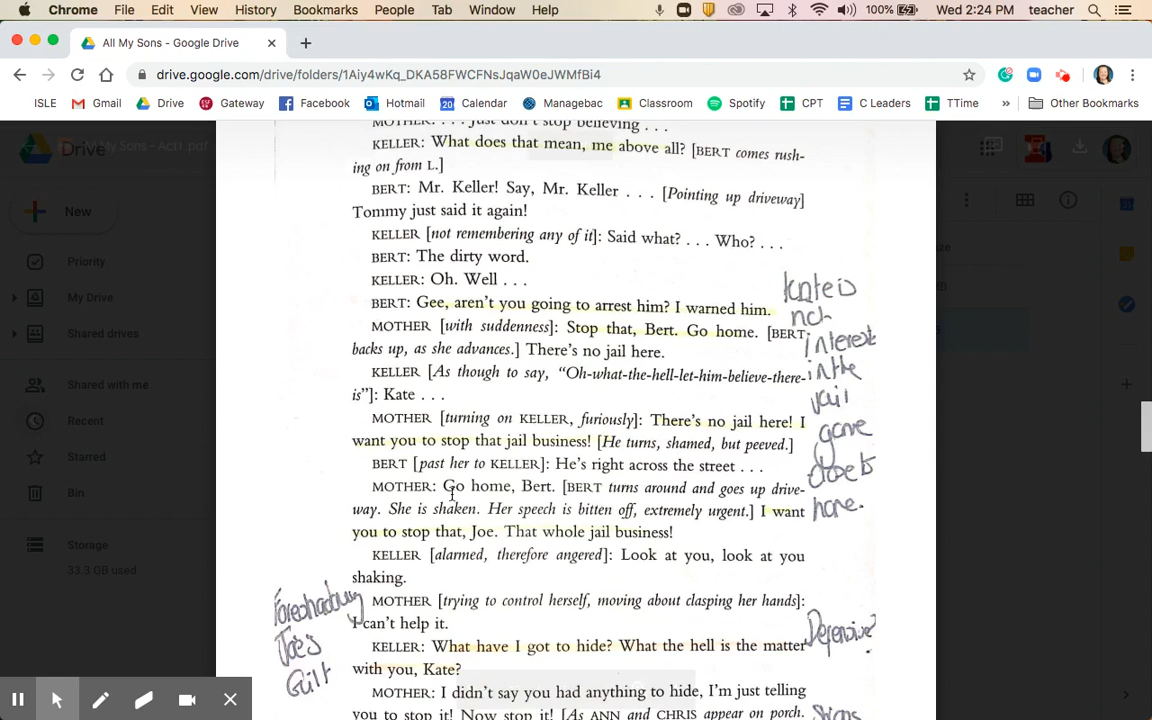 Chrome File Edit View History Bookmarks People Tab Window Help 100% Wed 2:24 PM teacher
All My Sons - Google Drive
drive.google.com/drive/folders/1Aiy4wKq_DKA58FWCFNsJqaW0eJWMfBi4
ISLE Gmail Drive Gateway Facebook Hotmail 20 Calendar Managebac Classroom Spotify CPT C Leaders TTime » Other Bookmarks
Drive All My Sons - Act1.pdf
New
Priority
My Drive
Shared drives
Shared with me
Recent
Starred
Bin
Storage
33.3 GB used
MOTHER: . . . Just don't stop believing . . .
KELLER: What does that mean, me above all? [BERT comes rush-
ing on from L.]
BERT: Mr. Keller! Say, Mr. Keller . . . [Pointing up driveway]
Tommy just said it again!
KELLER [not remembering any of it]: Said what? . . . Who? . . .
BERT: The dirty word.
KELLER: Oh. Well . . .
BERT: Gee, aren't you going to arrest him? I warned him.
MOTHER [with suddenness]: Stop that, Bert. Go home. [BERT
backs up, as she advances.] There's no jail here.
KELLER [As though to say, "Oh-what-the-hell-let-him-believe-there-
is"]: Kate . . .
MOTHER [turning on KELLER, furiously]: There's no jail here! I
want you to stop that jail business! [He turns, shamed, but peeved.]
BERT [past her to KELLER]: He's right across the street . . .
MOTHER: Go home, Bert. [BERT turns around and goes up drive-
way. She is shaken. Her speech is bitten off, extremely urgent.] I want
you to stop that, Joe. That whole jail business!
KELLER [alarmed, therefore angered]: Look at you, look at you
shaking.
MOTHER [trying to control herself, moving about clasping her hands]:
I can't help it.
KELLER: What have I got to hide? What the hell is the matter
with you, Kate?
MOTHER: I didn't say you had anything to hide, I'm just telling
you to stop it! Now stop it! [As ANN and CHRIS appear on porch.
Kate is
not
interest
in the
jail
game
Foreshadowing
Joe's
Guilt
Defensive?
Signs